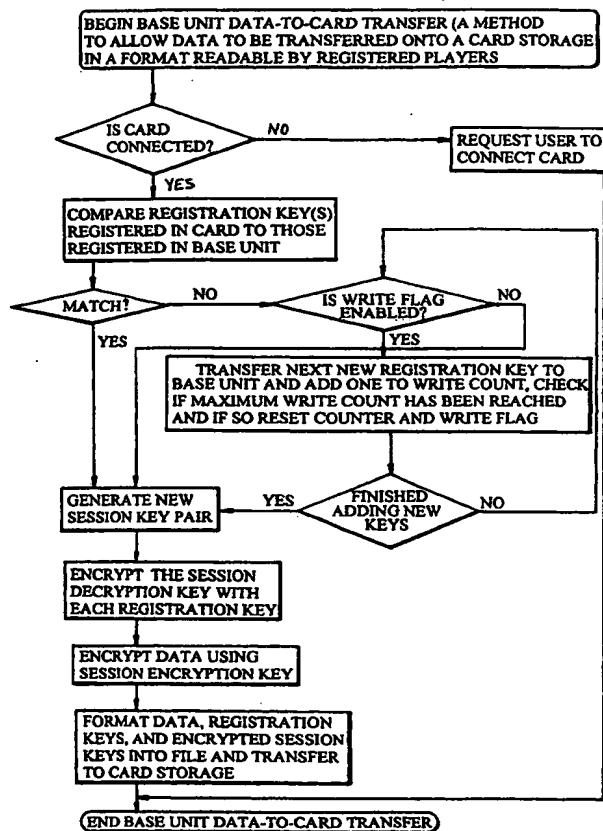 BEGIN BASE UNIT DATA-TO-CARD TRANSFER (A METHOD
TO ALLOW DATA TO BE TRANSFERRED ONTO A CARD STORAGE
IN A FORMAT READABLE BY REGISTERED PLAYERS
IS CARD
CONNECTED?
NO
REQUEST USER TO
CONNECT CARD
YES
COMPARE REGISTRATION KEY(S)
REGISTERED IN CARD TO THOSE
REGISTERED IN BASE UNIT
MATCH?
NO
IS WRITE FLAG
ENABLED?
NO
YES
YES
TRANSFER NEXT NEW REGISTRATION KEY TO
BASE UNIT AND ADD ONE TO WRITE COUNT, CHECK
IF MAXIMUM WRITE COUNT HAS BEEN REACHED
AND IF SO RESET COUNTER AND WRITE FLAG
GENERATE NEW
SESSION KEY PAIR
YES
FINISHED
ADDING NEW
KEYS
NO
ENCRYPT THE SESSION
DECRYPTION KEY WITH
EACH REGISTRATION KEY
ENCRYPT DATA USING
SESSION ENCRYPTION KEY
FORMAT DATA, REGISTRATION
KEYS, AND ENCRYPTED SESSION
KEYS INTO FILE AND TRANSFER
TO CARD STORAGE
END BASE UNIT DATA-TO-CARD TRANSFER